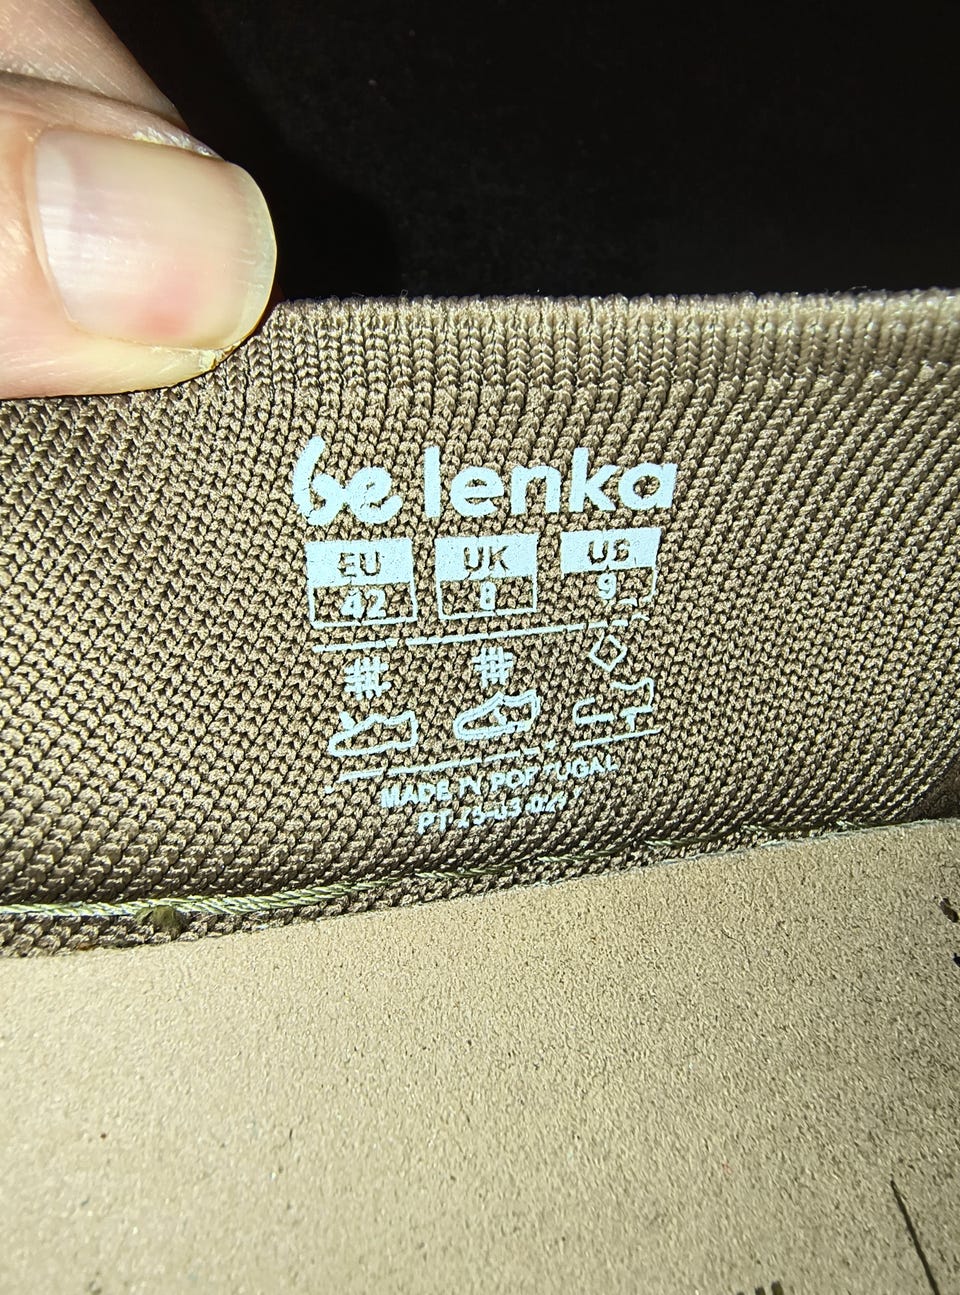 be lenka
EU UK US
42 8 9
MADE IN PORTUGAL